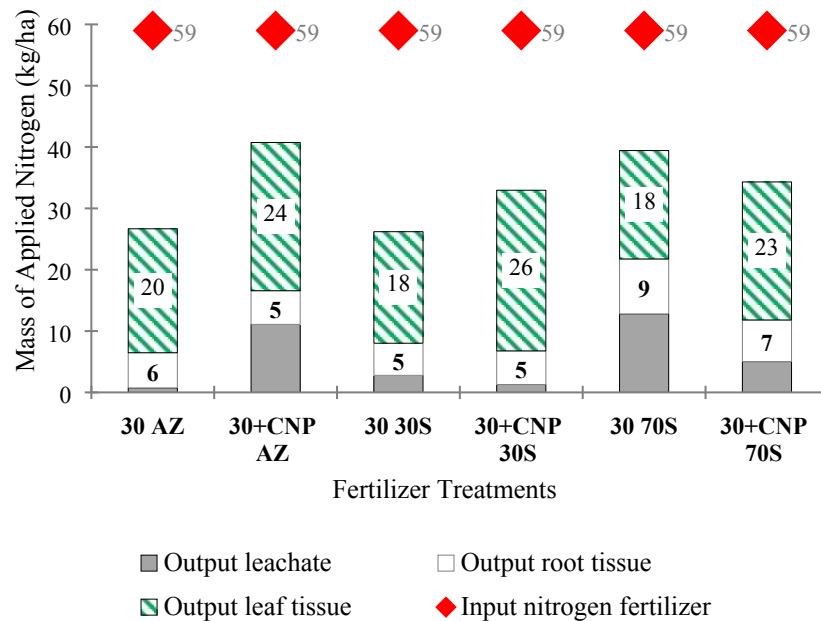 Mass of Applied Nitrogen (kg/ha)
60
50
40
30
20
10
0
59 59 59 59 59 59
20 24 18 26 18 23
6 5 5 5 9 7
30 AZ 30+CNP 30 30S 30+CNP 30 70S 30+CNP
AZ 30S 70S
Fertilizer Treatments
Output leachate Output root tissue
Output leaf tissue Input nitrogen fertilizer